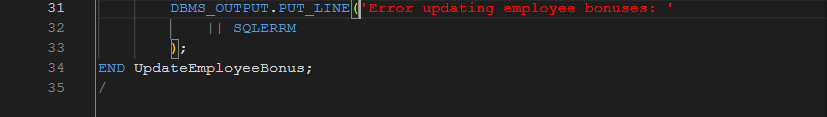 31 DBMS_OUTPUT.PUT_LINE('Error updating employee bonuses: '
32 || SQLERRM
33 );
34 END UpdateEmployeeBonus;
35 /